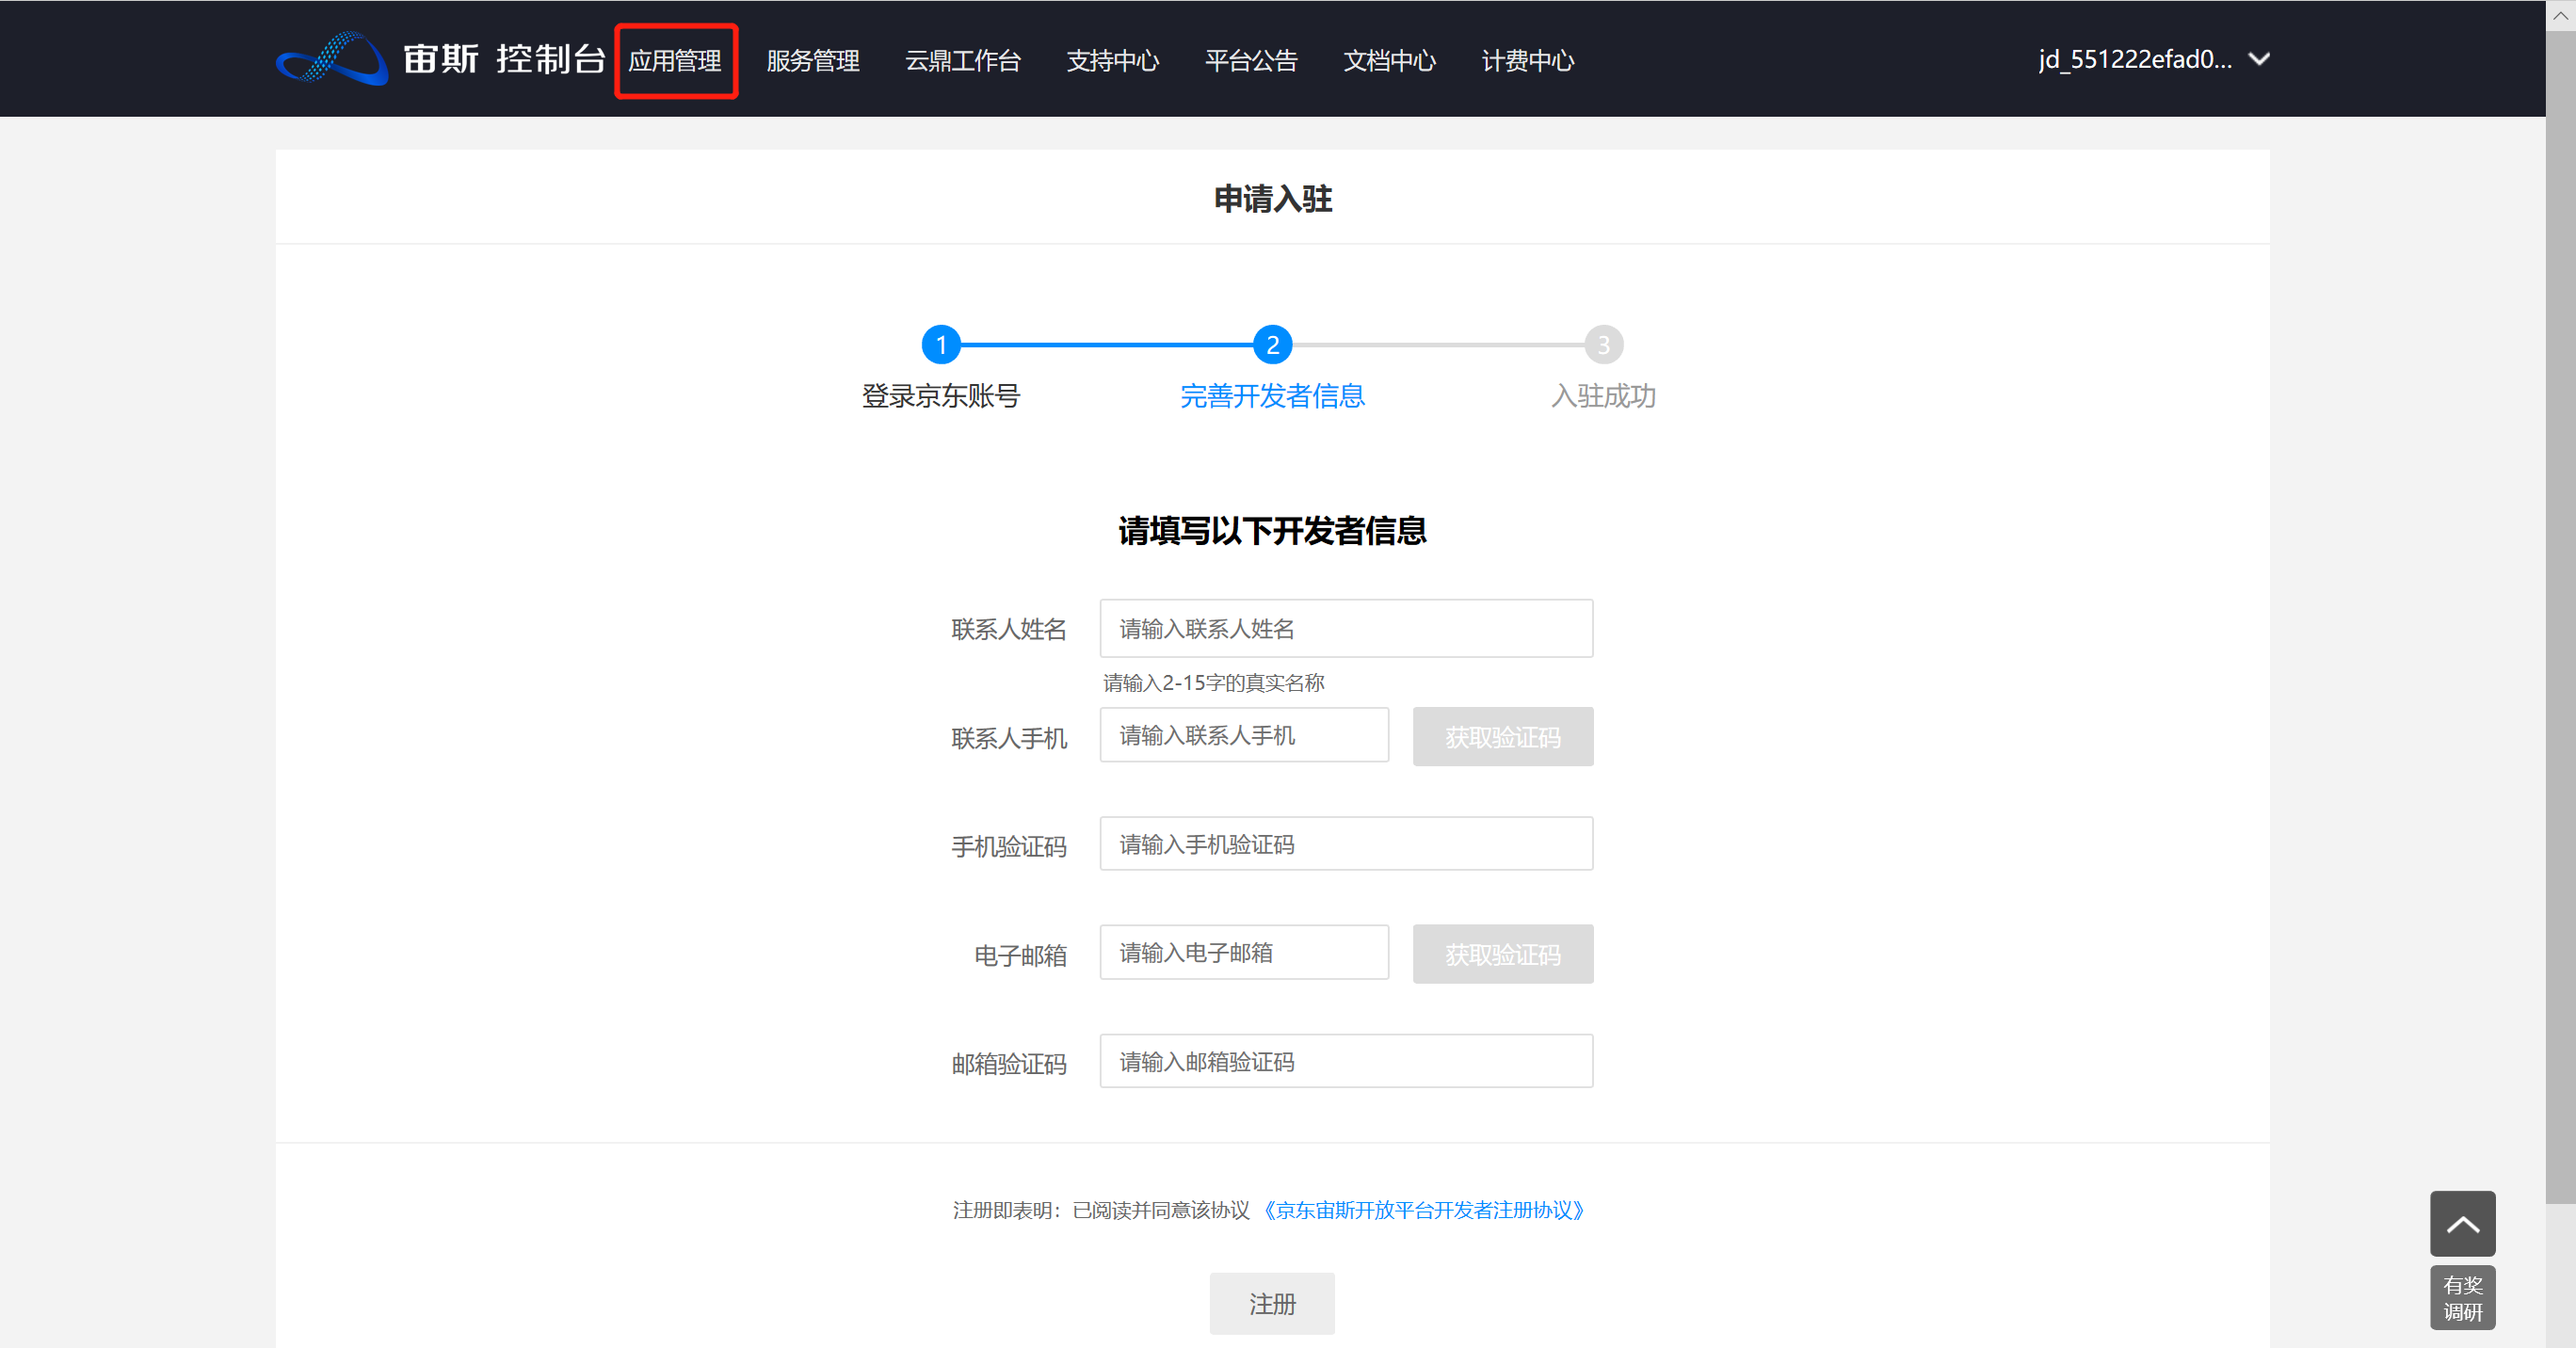 宙斯 控制台 应用管理 服务管理 云鼎工作台 支持中心 平台公告 文档中心 计费中心 jd_551222efad0...
申请入驻
1 2 3
登录京东账号 完善开发者信息 入驻成功
请填写以下开发者信息
联系人姓名 请输入联系人姓名
请输入2-15字的真实名称
联系人手机 请输入联系人手机 获取验证码
手机验证码 请输入手机验证码
电子邮箱 请输入电子邮箱 获取验证码
邮箱验证码 请输入邮箱验证码
注册即表明：已阅读并同意该协议 《京东宙斯开放平台开发者注册协议》
注册
有奖
调研